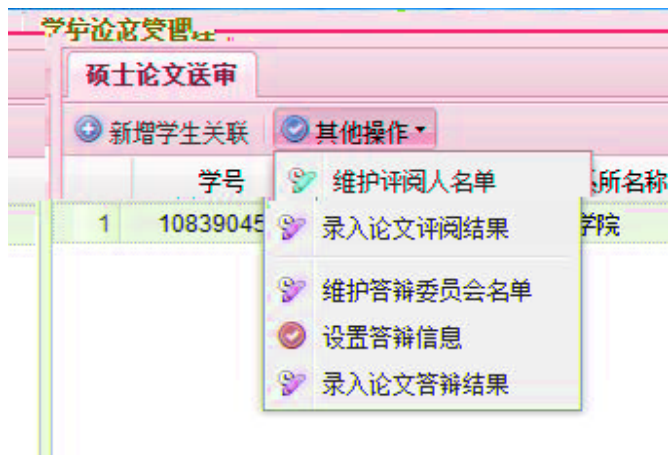 硕士论文送审
新增学生关联 其他操作
学号 所名称
维护评阅人名单
1 10839045 学院
录入论文评阅结果
维护答辩委员会名单
设置答辩信息
录入论文答辩结果